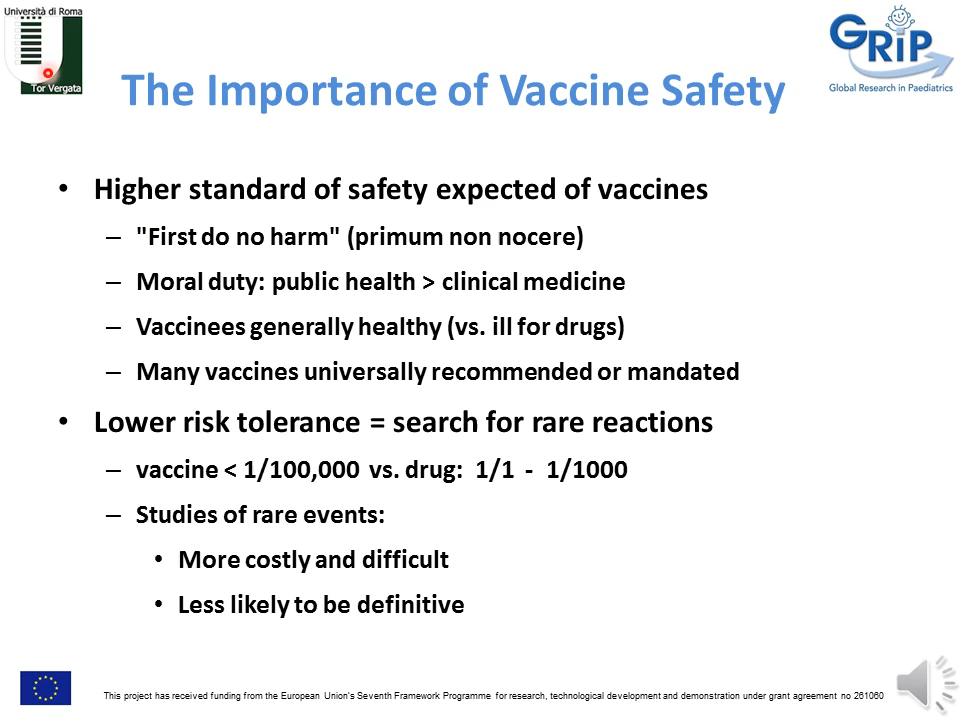 Università di Roma
Tor Vergata
GRiP
Global Research in Paediatrics
The Importance of Vaccine Safety
• Higher standard of safety expected of vaccines
– "First do no harm" (primum non nocere)
– Moral duty: public health > clinical medicine
– Vaccinees generally healthy (vs. ill for drugs)
– Many vaccines universally recommended or mandated
• Lower risk tolerance = search for rare reactions
– vaccine < 1/100,000 vs. drug: 1/1 - 1/1000
– Studies of rare events:
• More costly and difficult
• Less likely to be definitive
This project has received funding from the European Union's Seventh Framework Programme for research, technological development and demonstration under grant agreement no 261060